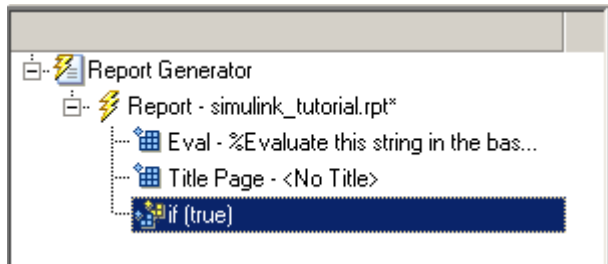 Report Generator
Report - simulink_tutorial.rpt*
Eval - %Evaluate this string in the bas...
Title Page - <No Title>
if (true)